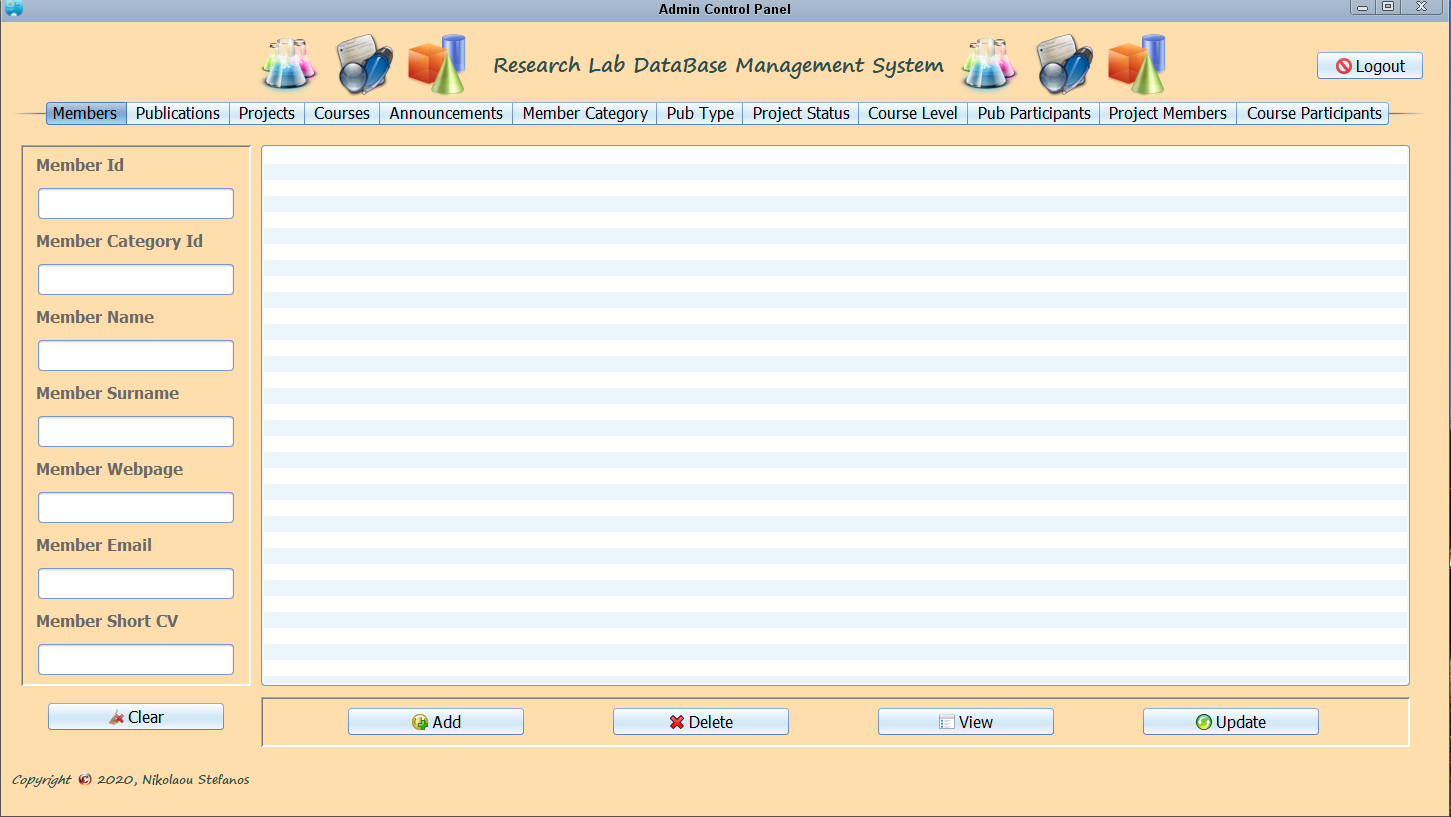 Admin Control Panel
Research Lab DataBase Management System
Logout
Members Publications Projects Courses Announcements Member Category Pub Type Project Status Course Level Pub Participants Project Members Course Participants
Member Id
Member Category Id
Member Name
Member Surname
Member Webpage
Member Email
Member Short CV
Clear
Add Delete View Update
Copyright © 2020, Nikolaou Stefanos